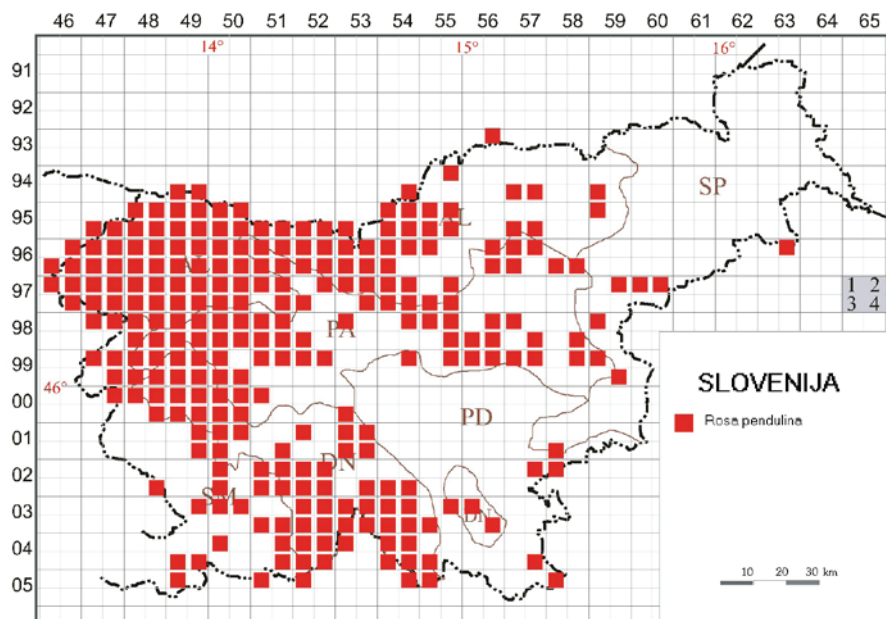 46 47 48 49 50 51 52 53 54 55 56 57 58 59 60 61 62 63 64 65
14° 15° 16°
91
92
93
94
SP
95
AL
96
AL
97
1 2
3 4
98
PA
99
46°
SLOVENIJA
00
PD
Rosa pendulina
01
DN
02
SM
03
DN
04
10 20 30 km
05